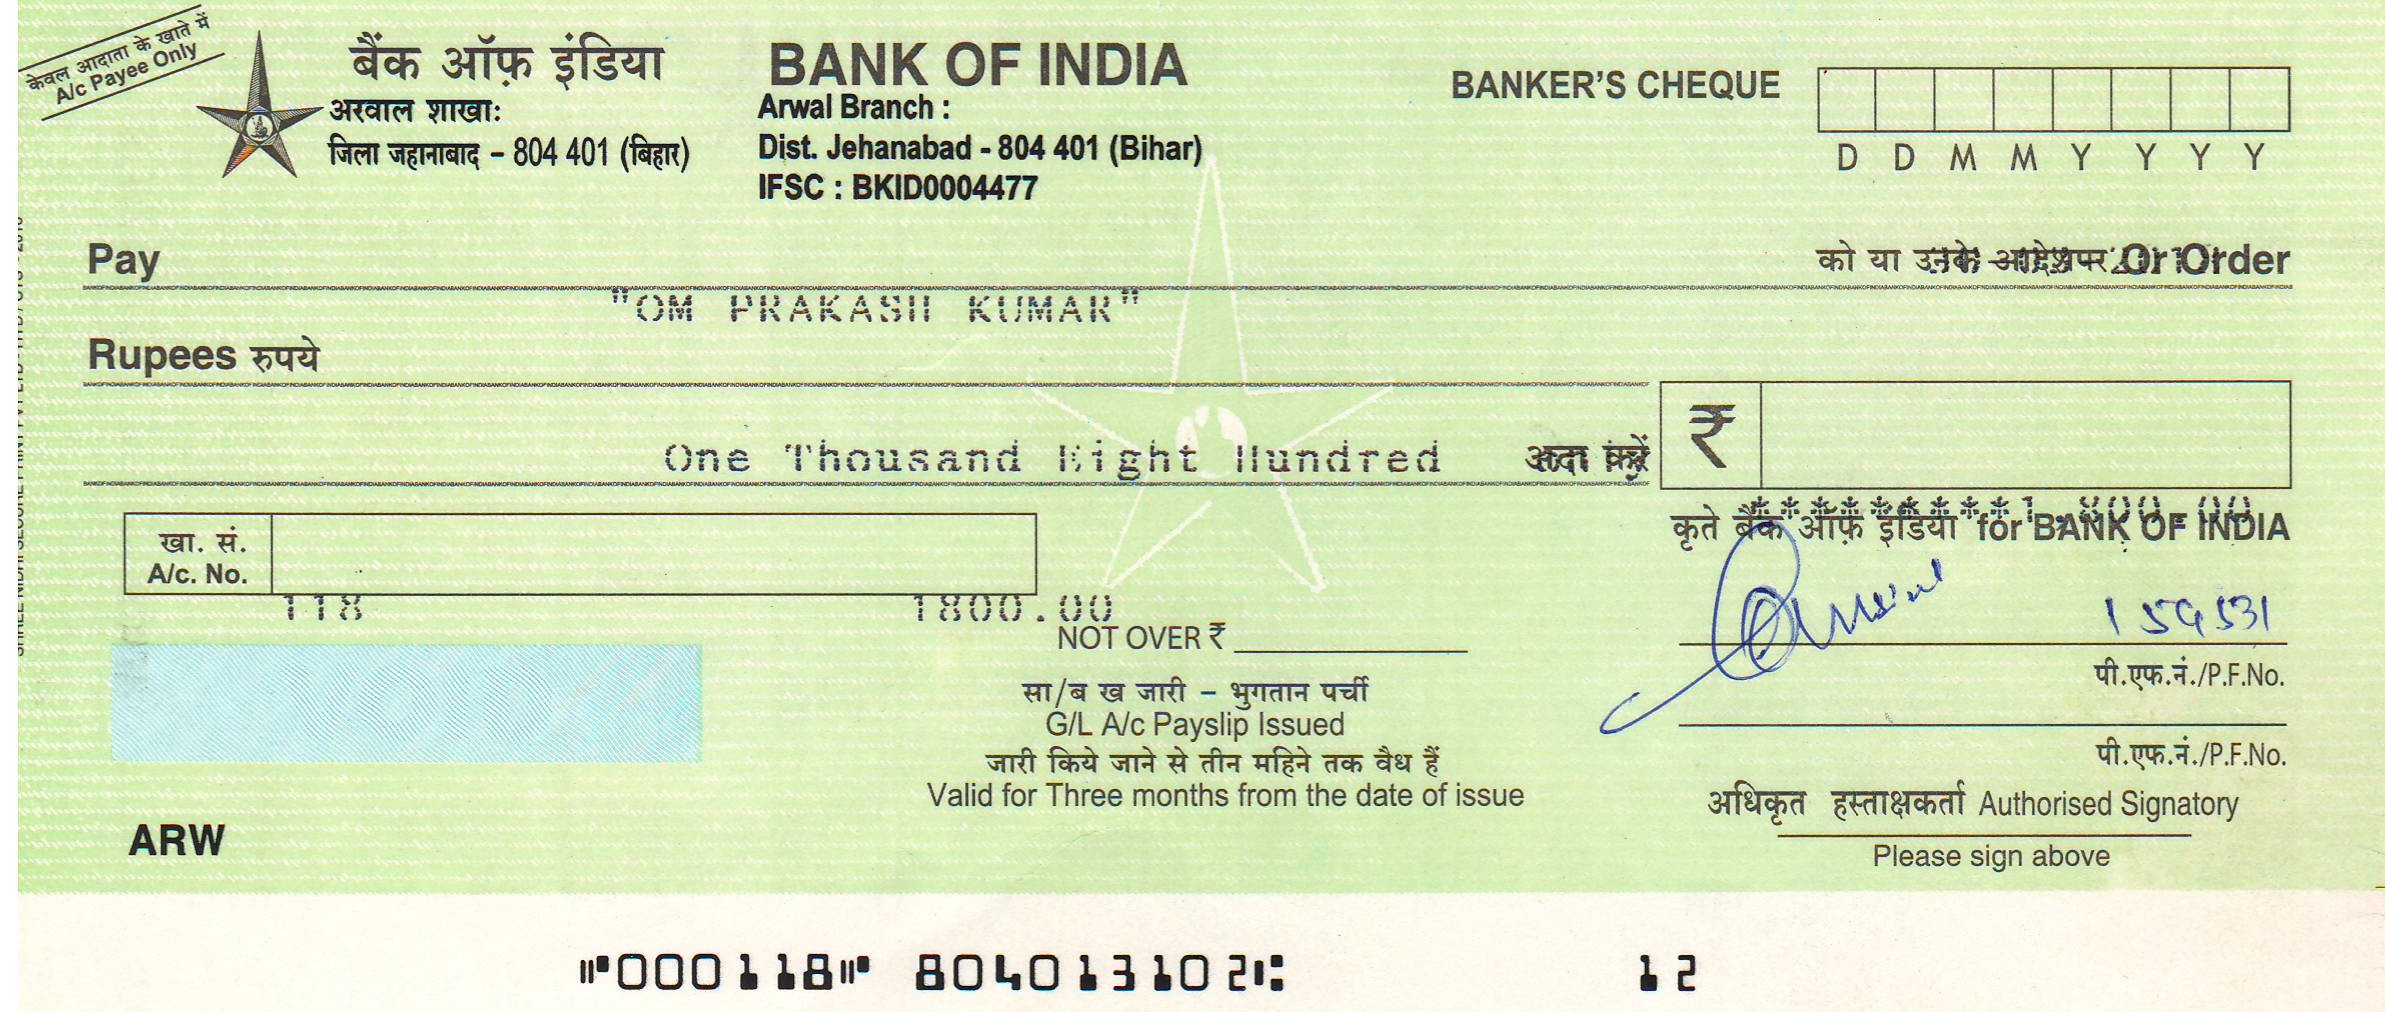 केवल आदाता के खाते में
A/c Payee Only
बैंक ऑफ़ इंडिया
अरवाल शाखा:
जिला जहानाबाद – 804 401 (बिहार)
BANK OF INDIA
Arwal Branch :
Dist. Jehanabad - 804 401 (Bihar)
IFSC : BKID0004477
BANKER'S CHEQUE
D D M M Y Y Y Y
Pay
को या उनके आदेशपर Or Order
"OM PRAKASH KUMAR"
Rupees रुपये
One Thousand Eight Hundred
अदा करें
₹
*********1,800.00
कृते बैंक ऑफ़ इंडिया for BANK OF INDIA
खा. सं.
A/c. No.
118 1800.00
NOT OVER ₹
159531
पी.एफ.नं./P.F.No.
सा/ब ख जारी – भुगतान पर्ची
G/L A/c Payslip Issued
जारी किये जाने से तीन महिने तक वैध हैं
Valid for Three months from the date of issue
पी.एफ.नं./P.F.No.
अधिकृत हस्ताक्षकर्ता Authorised Signatory
Please sign above
ARW
⑈000118⑈ 804013102⑆ 12